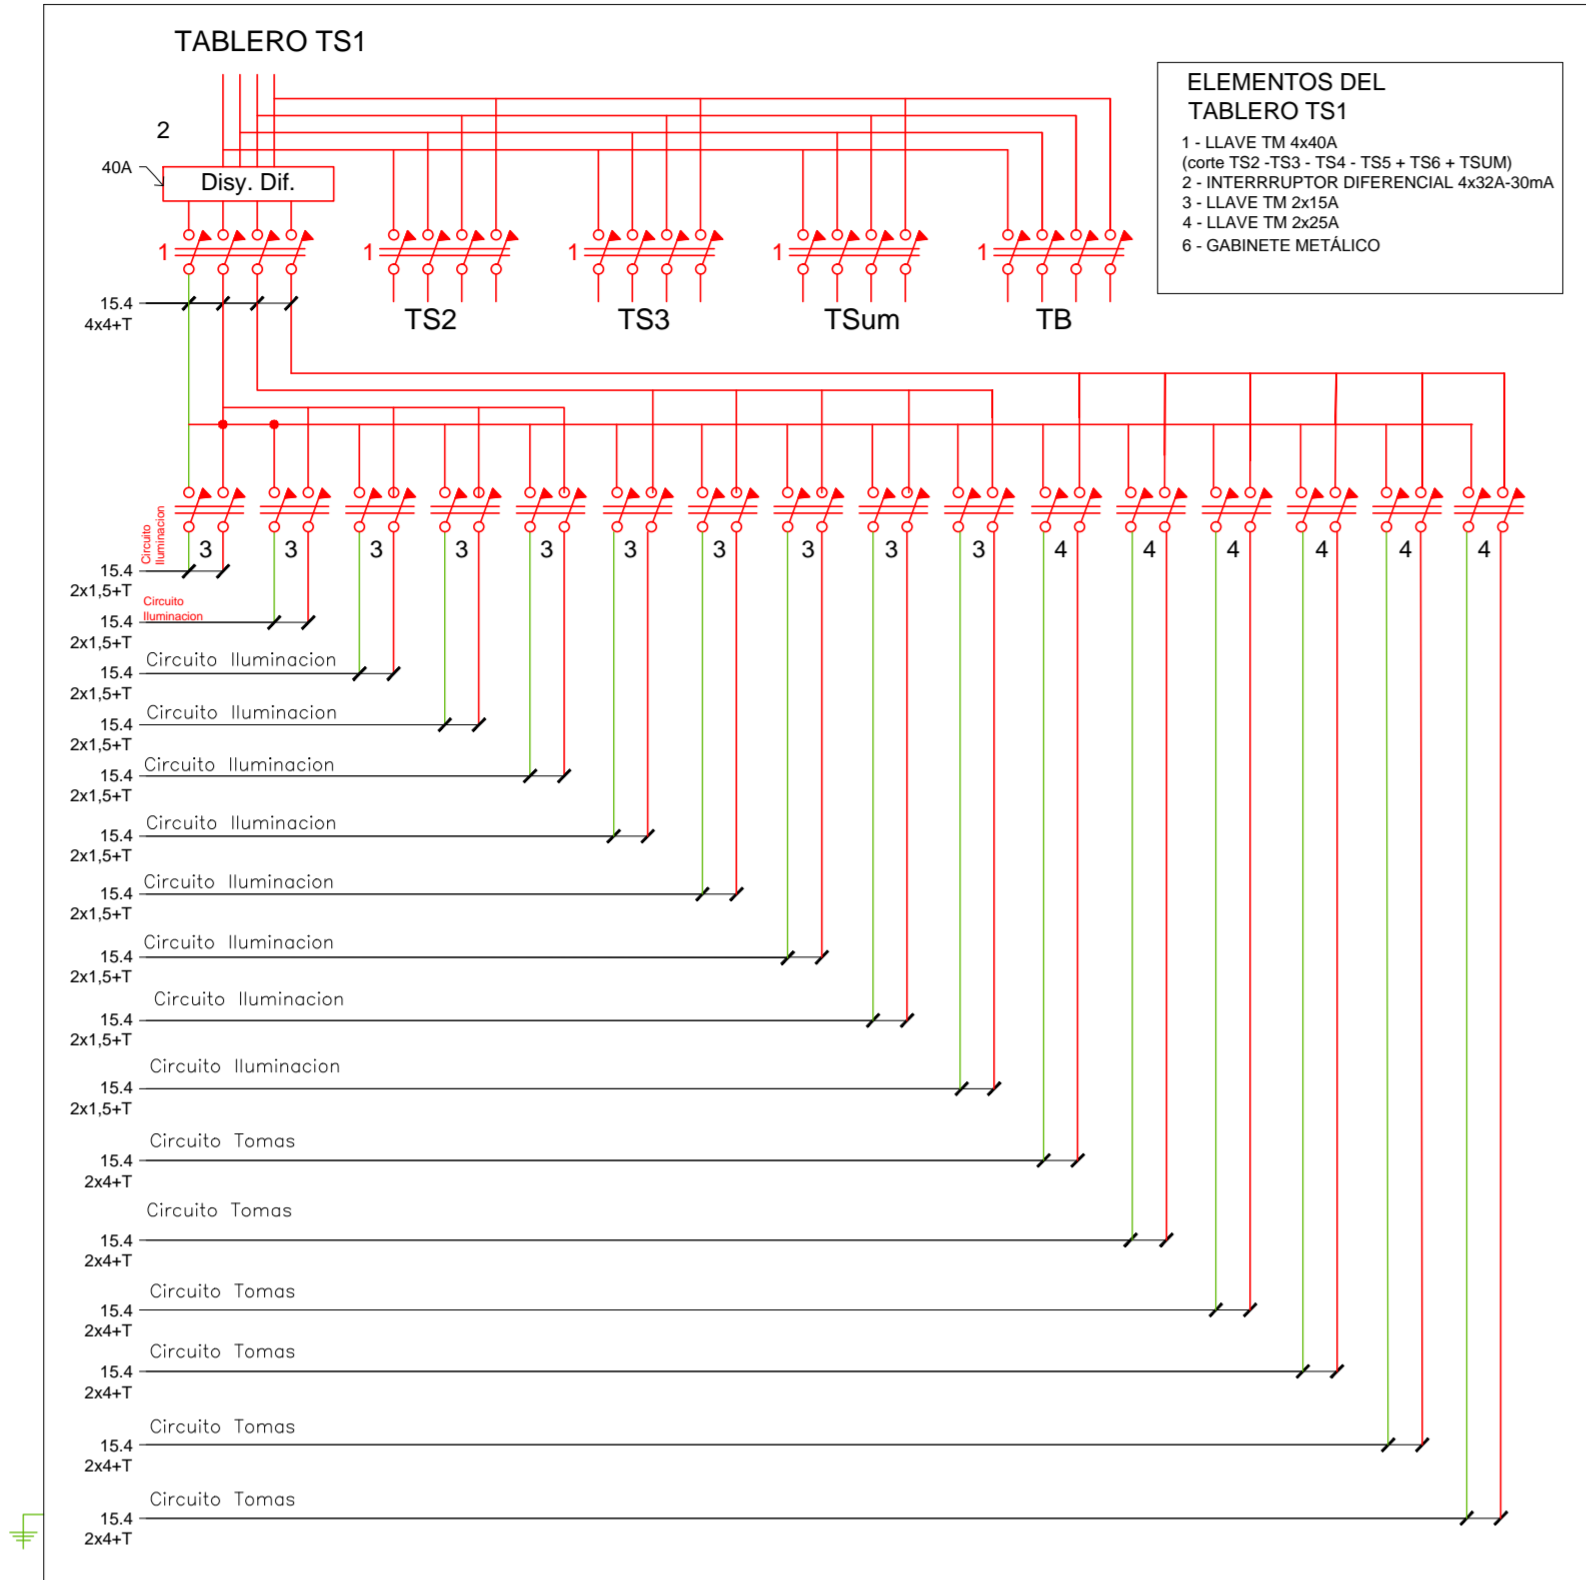 TABLERO TS1
ELEMENTOS DEL
TABLERO TS1
1 - LLAVE TM 4x40A
(corte TS2 -TS3 - TS4 - TS5 + TS6 + TSUM)
2 - INTERRRUPTOR DIFERENCIAL 4x32A-30mA
3 - LLAVE TM 2x15A
4 - LLAVE TM 2x25A
6 - GABINETE METÁLICO
2
40A
Disy. Dif.
1 1 1 1 1
15.4
4x4+T
TS2 TS3 TSum TB
3 3 3 3 3 3 3 3 3 3 4 4 4 4 4 4
Circuito
Iluminacion
15.4
2x1,5+T
Circuito
Iluminacion
15.4
2x1,5+T
Circuito Iluminacion
15.4
2x1,5+T
Circuito Iluminacion
15.4
2x1,5+T
Circuito Iluminacion
15.4
2x1,5+T
Circuito Iluminacion
15.4
2x1,5+T
Circuito Iluminacion
15.4
2x1,5+T
Circuito Iluminacion
15.4
2x1,5+T
Circuito Iluminacion
15.4
2x1,5+T
Circuito Iluminacion
15.4
2x1,5+T
Circuito Tomas
15.4
2x4+T
Circuito Tomas
15.4
2x4+T
Circuito Tomas
15.4
2x4+T
Circuito Tomas
15.4
2x4+T
Circuito Tomas
15.4
2x4+T
Circuito Tomas
15.4
2x4+T